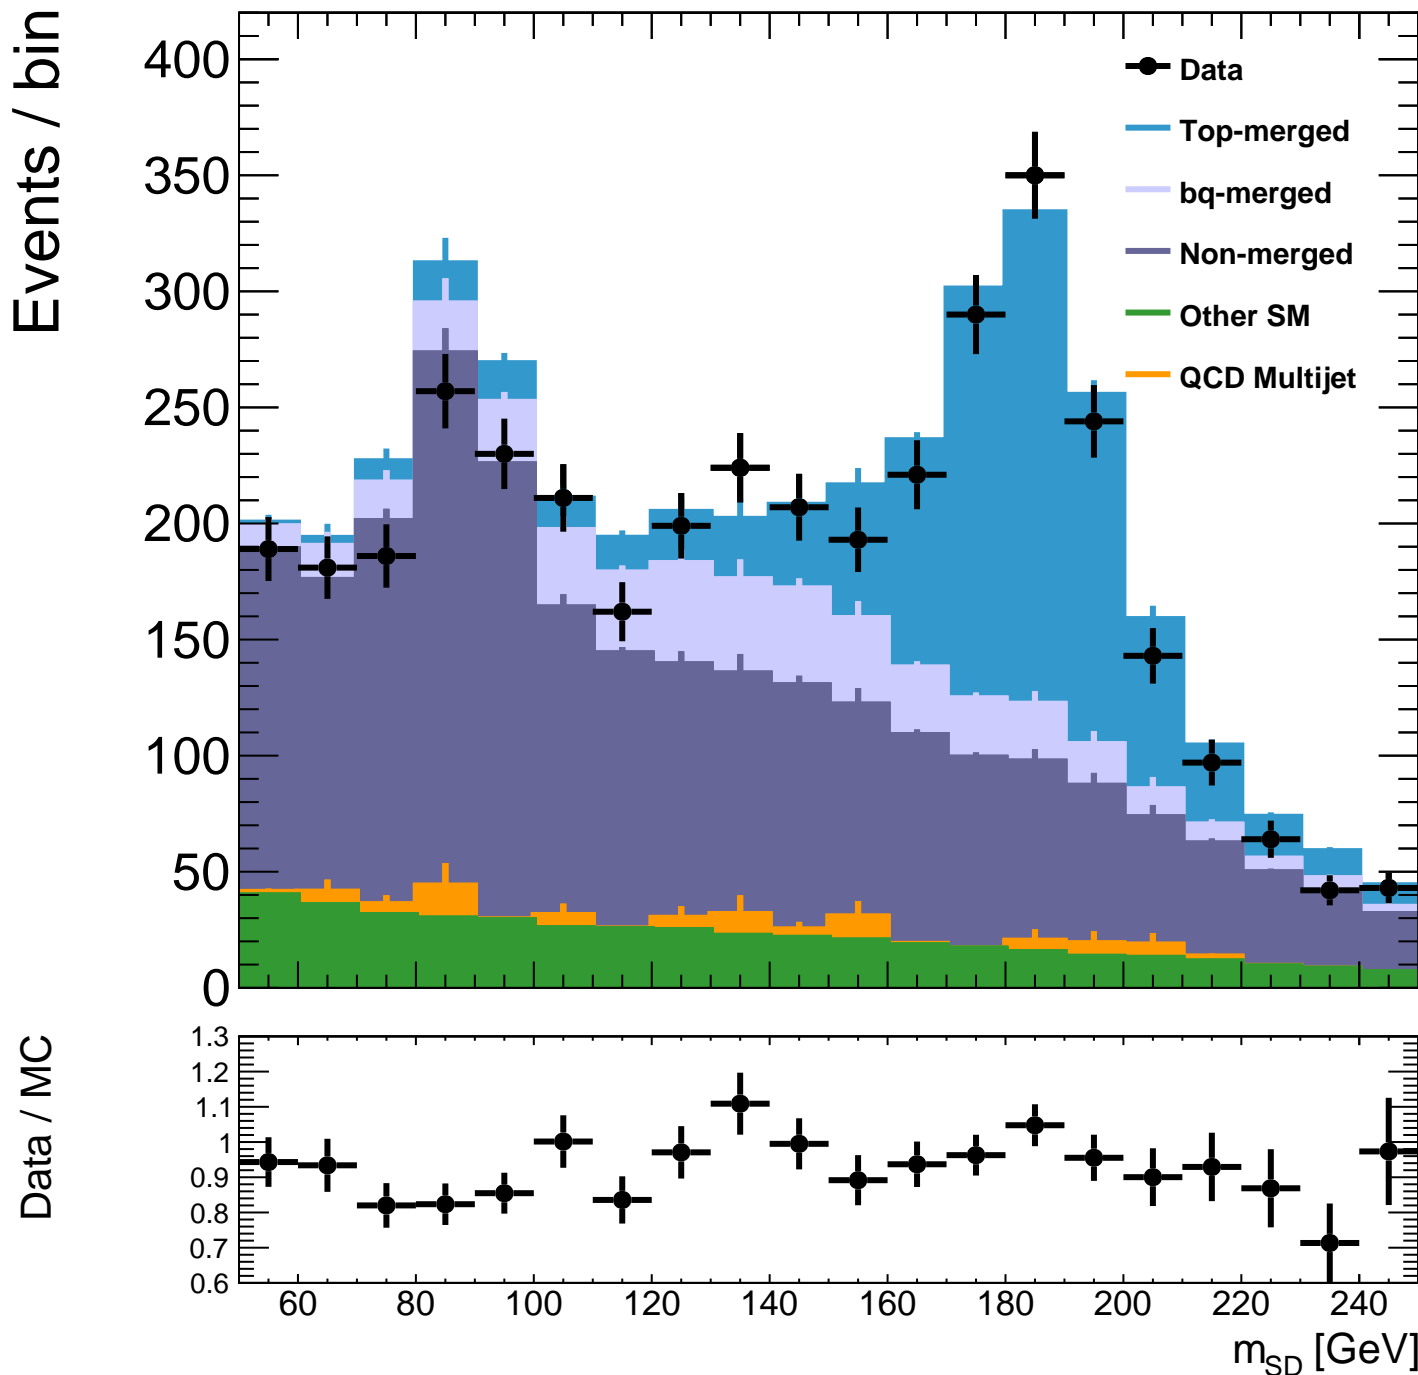 Events / bin
400
350
300
250
200
150
100
50
0
Data
Top-merged
bq-merged
Non-merged
Other SM
QCD Multijet
Data / MC
1.3
1.2
1.1
1
0.9
0.8
0.7
0.6
60 80 100 120 140 160 180 200 220 240
m_SD [GeV]